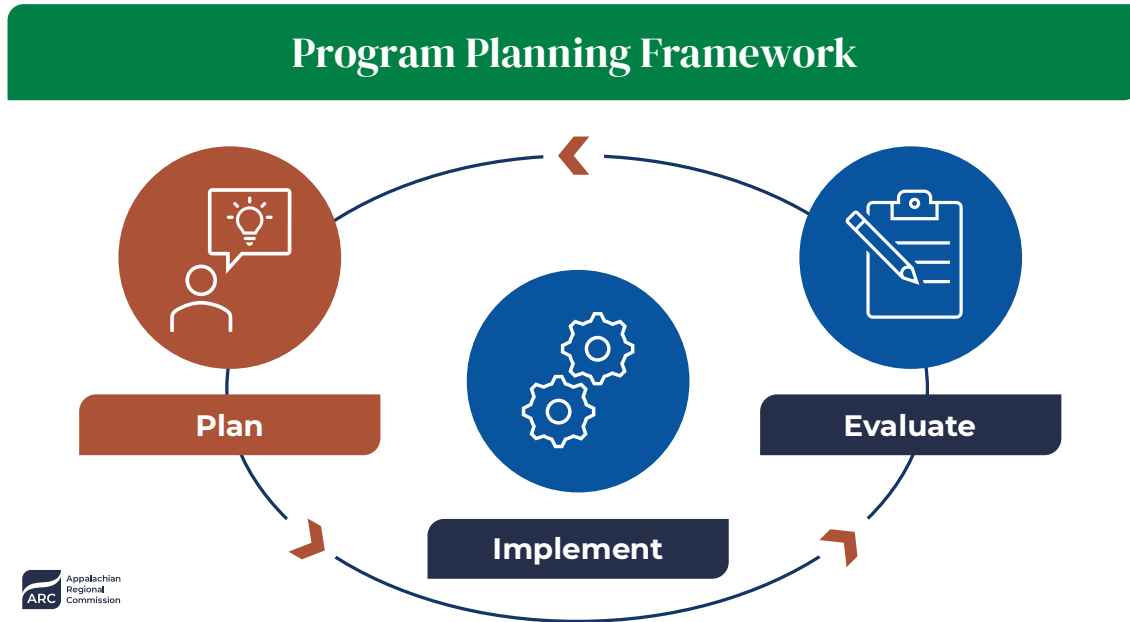 Program Planning Framework
Plan
Evaluate
Implement
ARC
Appalachian
Regional
Commission